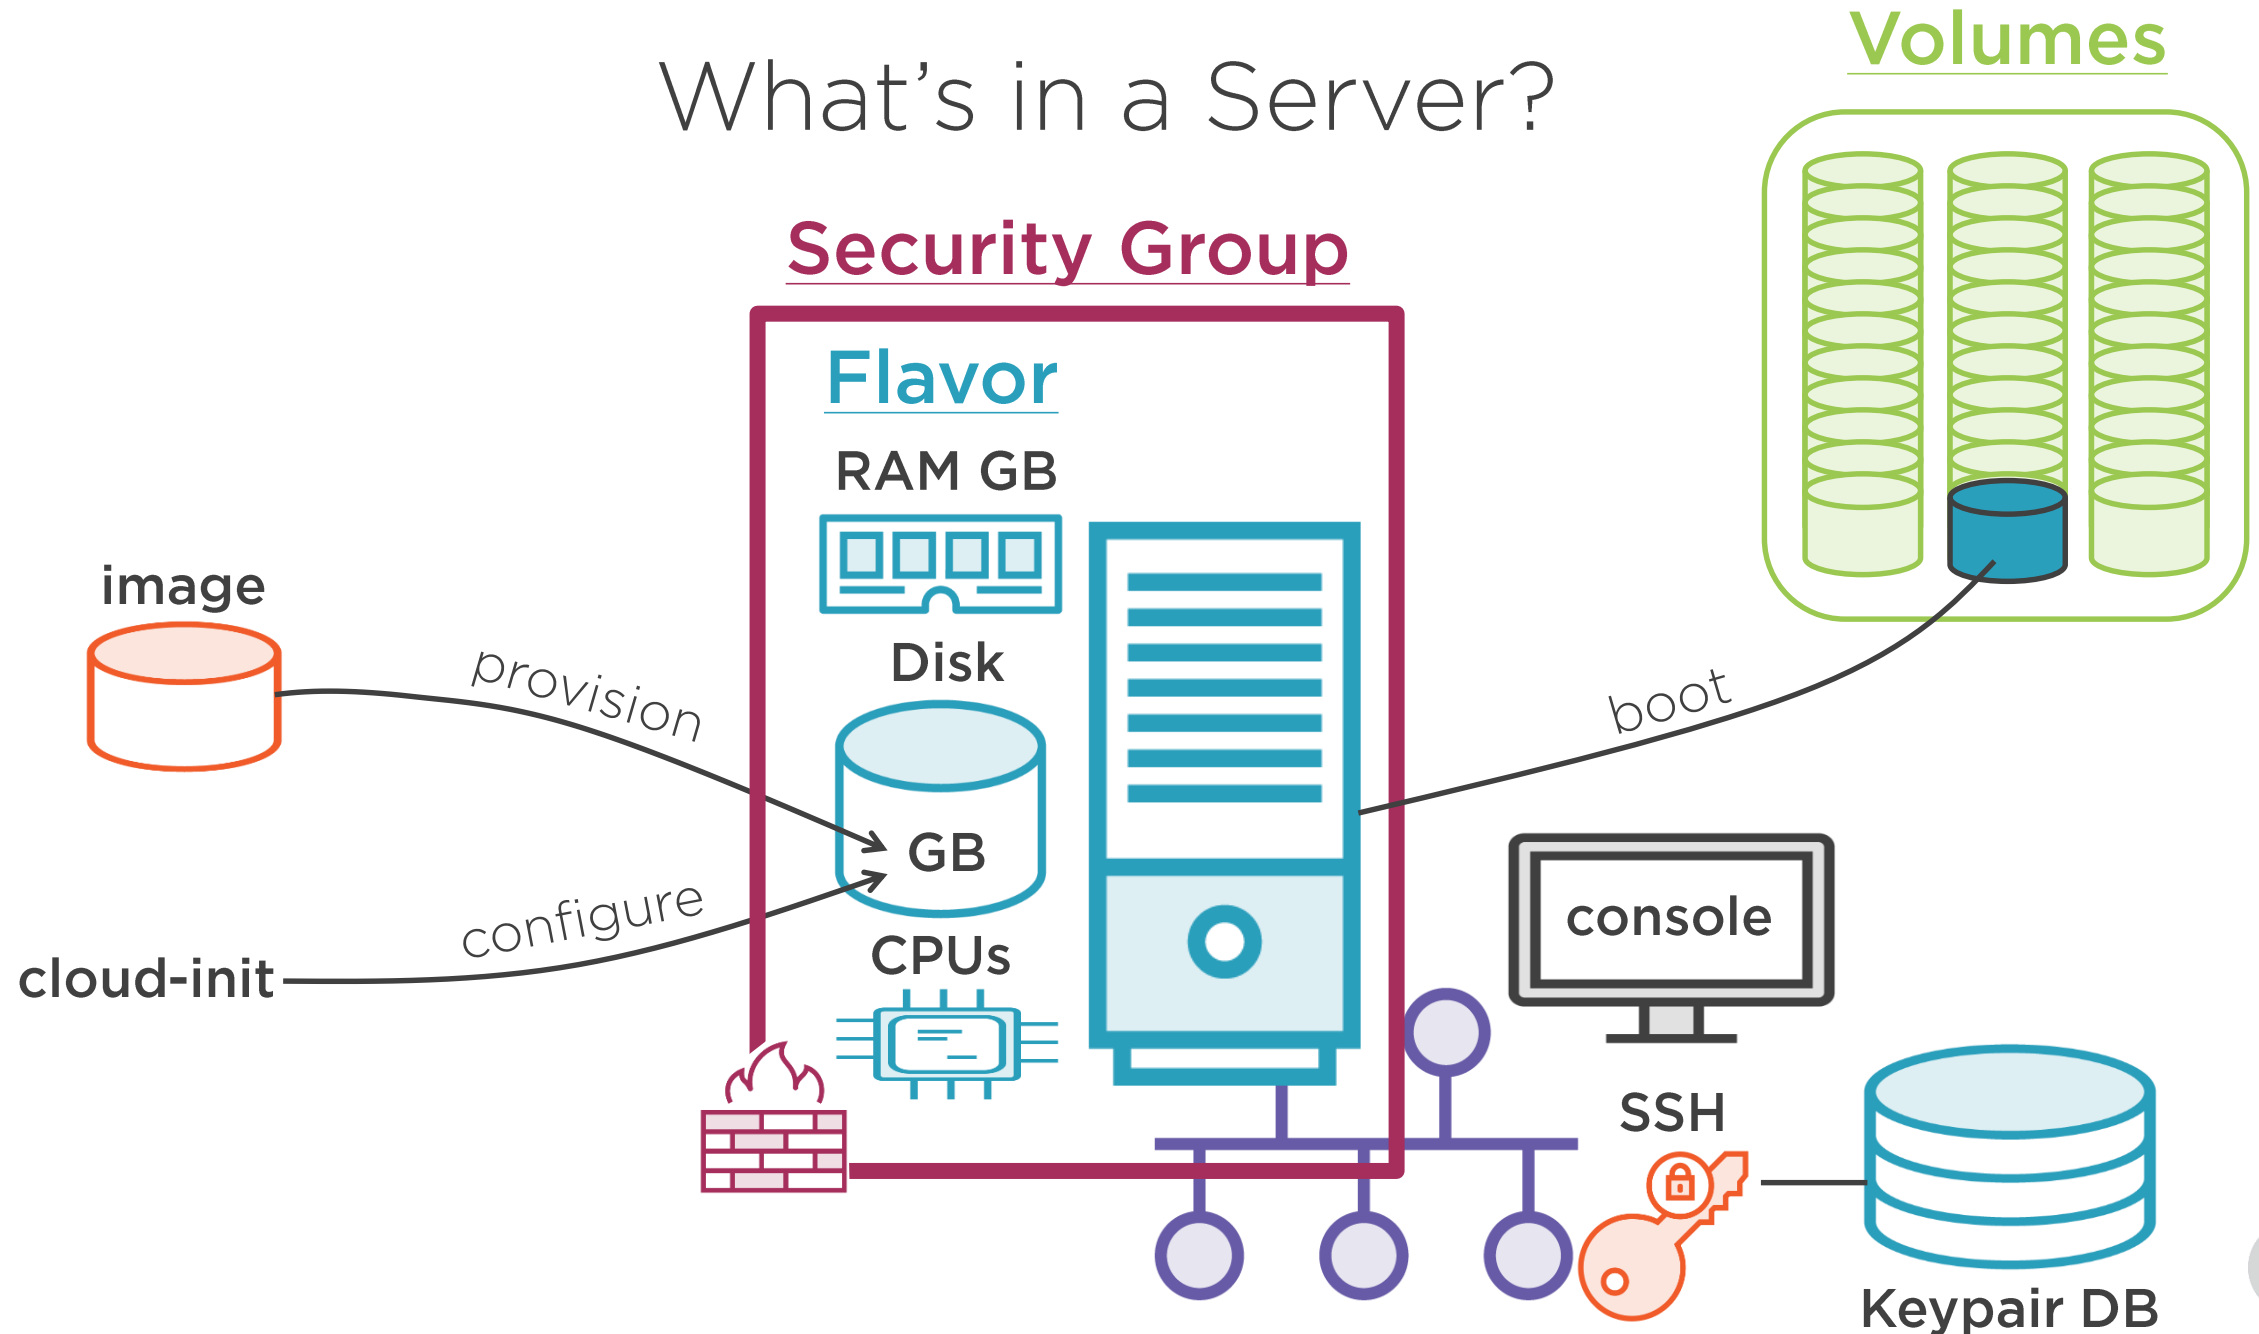 What's in a Server?
Volumes
Security Group
Flavor
RAM GB
Disk
GB
CPUs
image
provision
cloud-init
configure
boot
console
SSH
Keypair DB